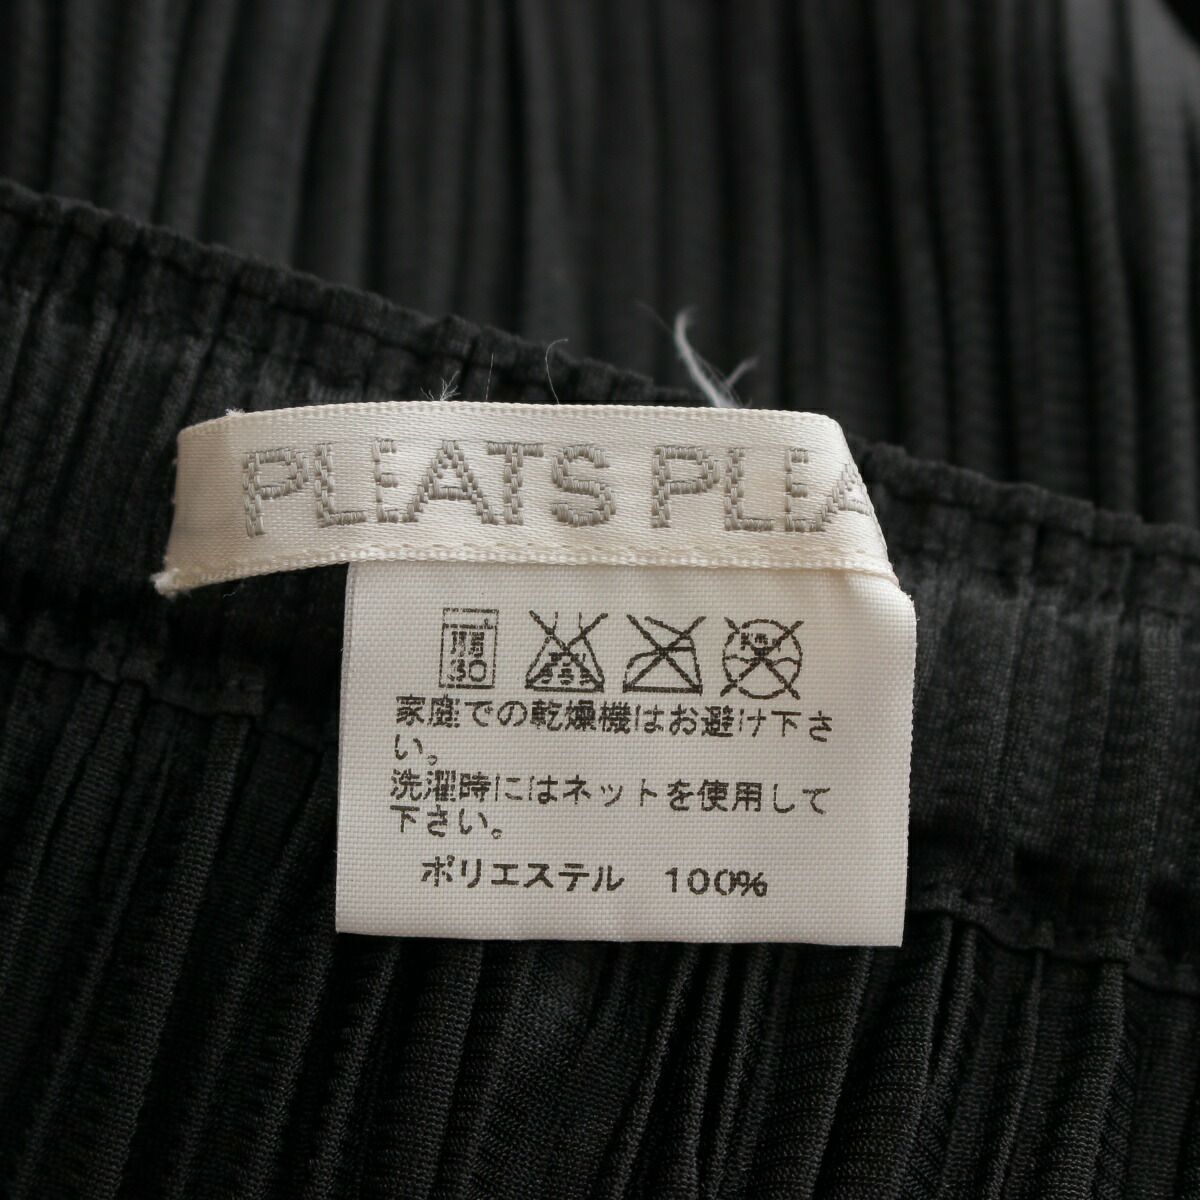 PLEATS PLEA
30
家庭での乾燥機はお避け下さ
い。
洗濯時にはネットを使用して
下さい。
ポリエステル 100%